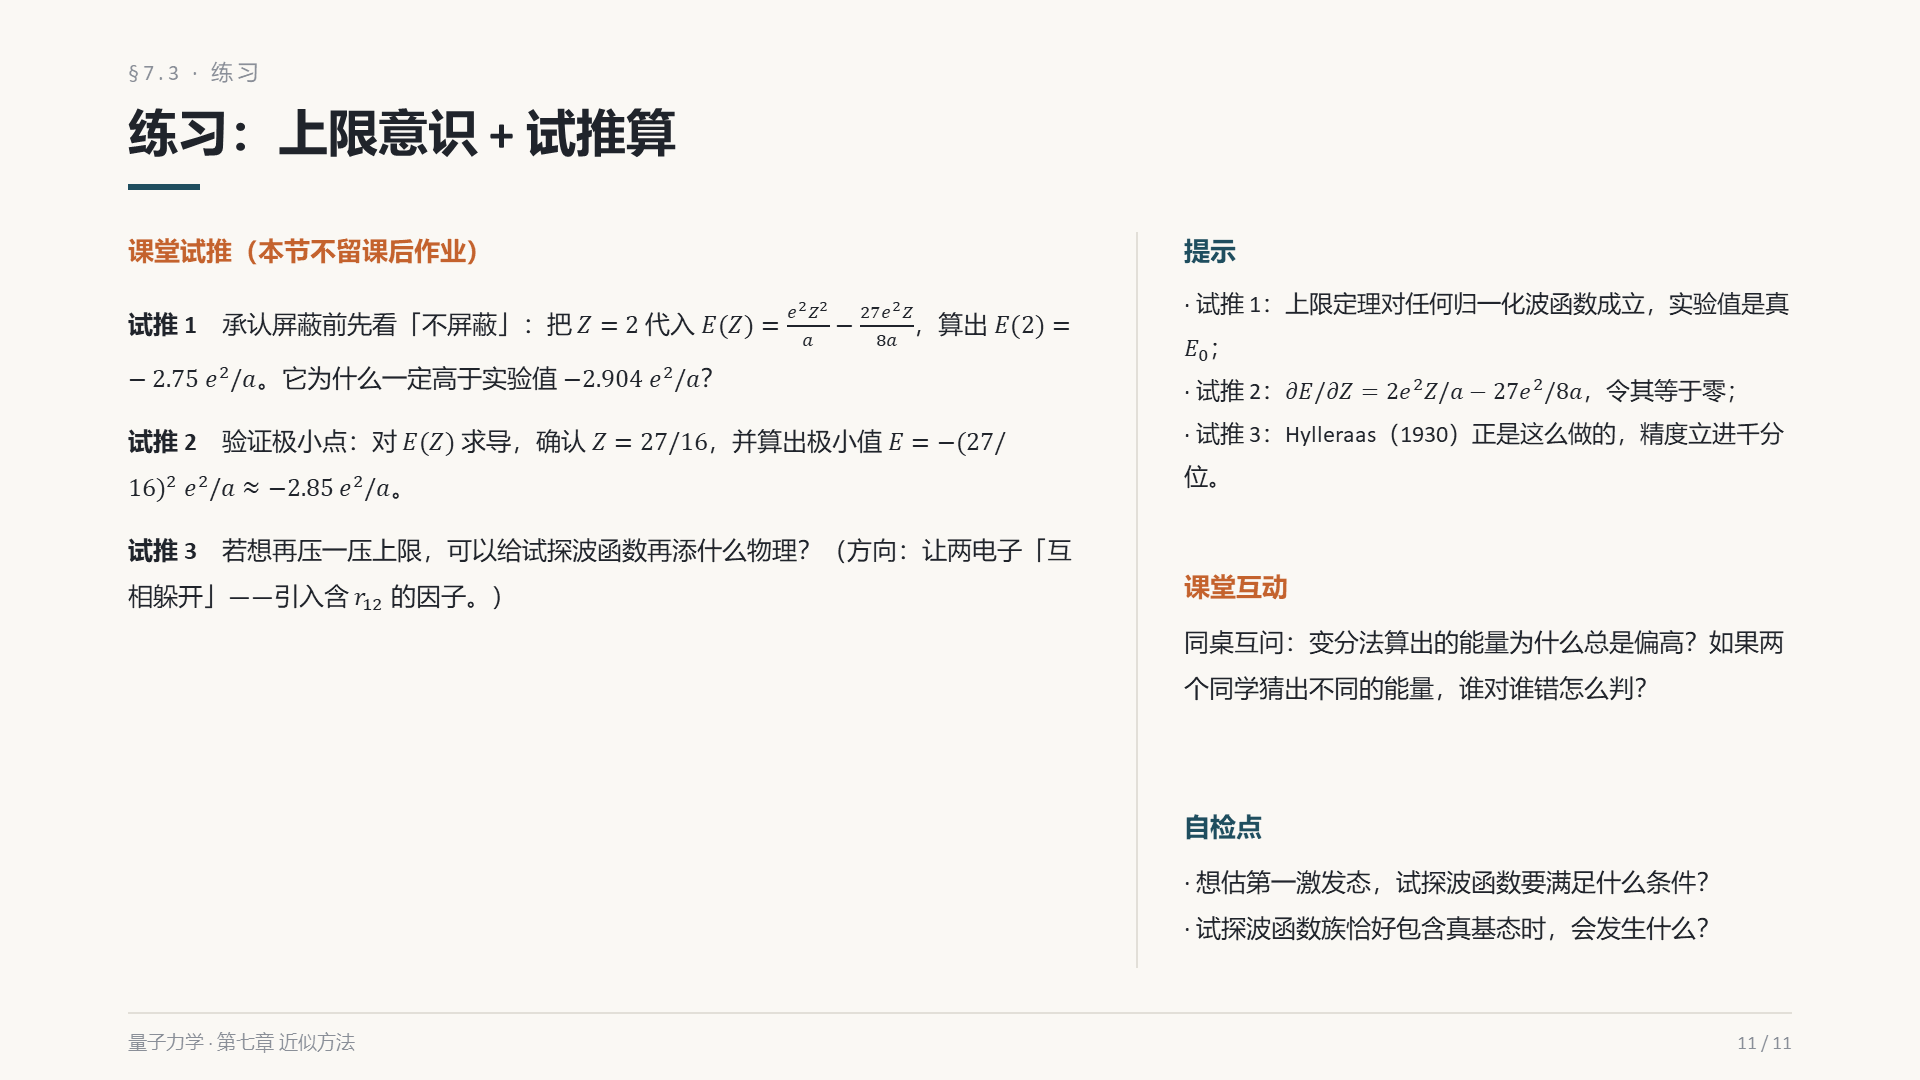 §7.3 · 练习
练习：上限意识 + 试推算
课堂试推（本节不留课后作业）
试推 1　承认屏蔽前先看「不屏蔽」：把 Z = 2 代入 E(Z) = e²Z²/a − 27e²Z/8a，算出 E(2) =
− 2.75 e²/a。它为什么一定高于实验值 −2.904 e²/a？
试推 2　验证极小点：对 E(Z) 求导，确认 Z = 27/16，并算出极小值 E = −(27/
16)² e²/a ≈ −2.85 e²/a。
试推 3　若想再压一压上限，可以给试探波函数再添什么物理？（方向：让两电子「互
相躲开」——引入含 r₁₂ 的因子。）
提示
· 试推 1：上限定理对任何归一化波函数成立，实验值是真
E₀；
· 试推 2：∂E/∂Z = 2e²Z/a − 27e²/8a，令其等于零；
· 试推 3：Hylleraas（1930）正是这么做的，精度立进千分
位。
课堂互动
同桌互问：变分法算出的能量为什么总是偏高？如果两
个同学猜出不同的能量，谁对谁错怎么判？
自检点
· 想估第一激发态，试探波函数要满足什么条件？
· 试探波函数族恰好包含真基态时，会发生什么？
量子力学 · 第七章 近似方法
11 / 11